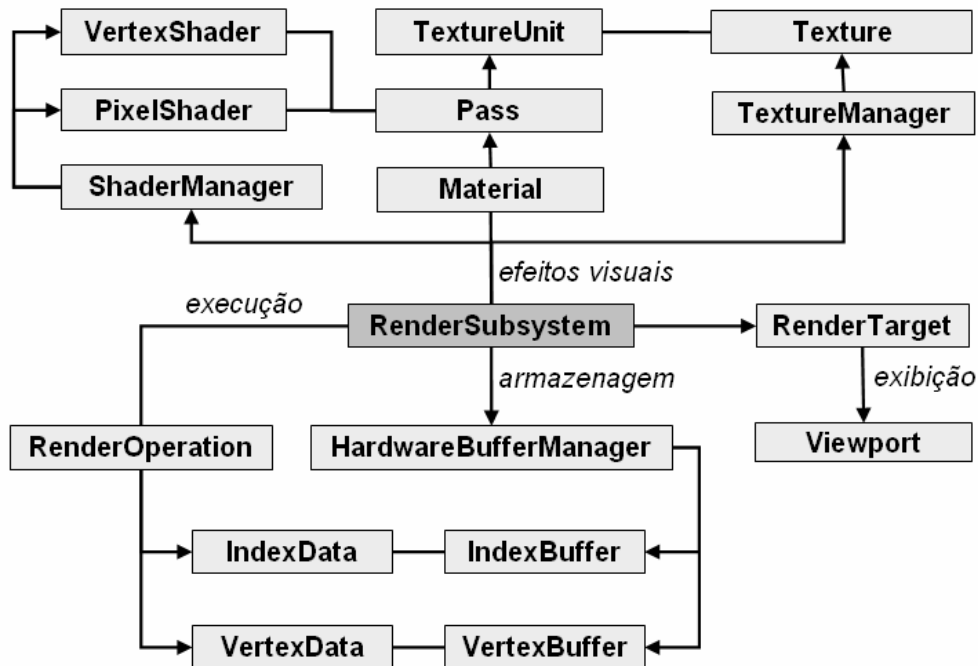 VertexShader
TextureUnit
Texture
PixelShader
Pass
TextureManager
ShaderManager
Material
efeitos visuais
execução
RenderSubsystem
RenderTarget
armazenagem
exibição
RenderOperation
HardwareBufferManager
Viewport
IndexData
IndexBuffer
VertexData
VertexBuffer